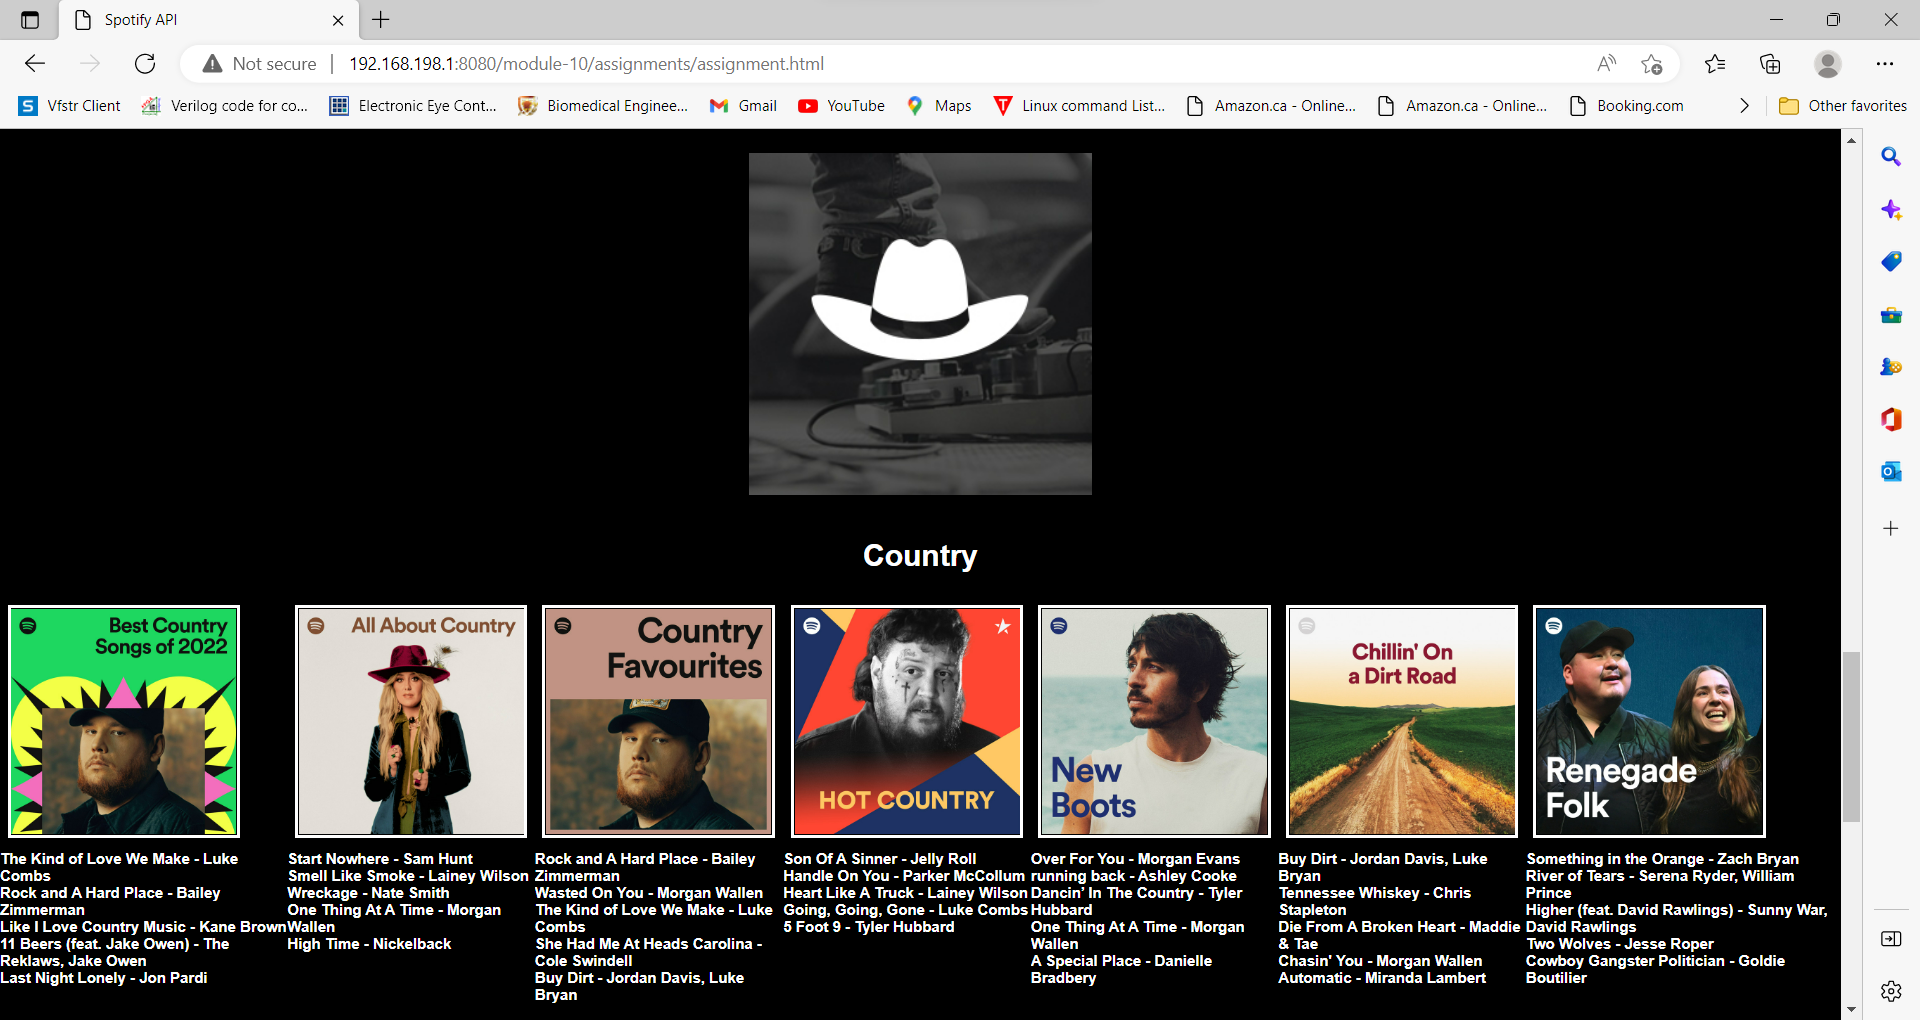 Spotify API
Not secure
192.168.198.1:8080/module-10/assignments/assignment.html
Vfstr Client
Verilog code for co...
Electronic Eye Cont...
Biomedical Enginee...
Gmail
YouTube
Maps
Linux command List...
Amazon.ca - Online...
Amazon.ca - Online...
Booking.com
Other favorites
Country
Best Country
Songs of 2022
All About Country
Country
Favourites
HOT COUNTRY
New
Boots
Chillin' On
a Dirt Road
Renegade
Folk
The Kind of Love We Make - Luke
Combs
Rock and A Hard Place - Bailey
Zimmerman
Like I Love Country Music - Kane Brown
11 Beers (feat. Jake Owen) - The
Reklaws, Jake Owen
Last Night Lonely - Jon Pardi
Start Nowhere - Sam Hunt
Smell Like Smoke - Lainey Wilson
Wreckage - Nate Smith
One Thing At A Time - Morgan
Wallen
High Time - Nickelback
Rock and A Hard Place - Bailey
Zimmerman
Wasted On You - Morgan Wallen
The Kind of Love We Make - Luke
Combs
She Had Me At Heads Carolina -
Cole Swindell
Buy Dirt - Jordan Davis, Luke
Bryan
Son Of A Sinner - Jelly Roll
Handle On You - Parker McCollum
Heart Like A Truck - Lainey Wilson
Going, Going, Gone - Luke Combs
5 Foot 9 - Tyler Hubbard
Over For You - Morgan Evans
running back - Ashley Cooke
Dancin’ In The Country - Tyler
Hubbard
One Thing At A Time - Morgan
Wallen
A Special Place - Danielle
Bradbery
Buy Dirt - Jordan Davis, Luke
Bryan
Tennessee Whiskey - Chris
Stapleton
Die From A Broken Heart - Maddie
& Tae
Chasin' You - Morgan Wallen
Automatic - Miranda Lambert
Something in the Orange - Zach Bryan
River of Tears - Serena Ryder, William
Prince
Higher (feat. David Rawlings) - Sunny War,
David Rawlings
Two Wolves - Jesse Roper
Cowboy Gangster Politician - Goldie
Boutilier